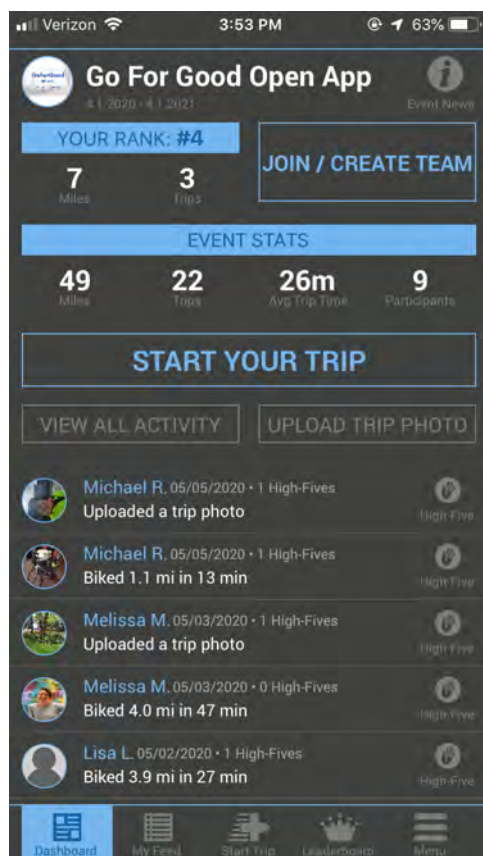 Verizon 3:53 PM 63%
Go For Good Open App
4.1.2020 - 4.1.2021
Event News
YOUR RANK: #4
JOIN / CREATE TEAM
7 3
Miles Trips
EVENT STATS
49 22 26m 9
Miles Trips Avg Trip Time Participants
START YOUR TRIP
VIEW ALL ACTIVITY UPLOAD TRIP PHOTO
Michael R. 05/05/2020 • 1 High-Fives
Uploaded a trip photo
High-Five
Michael R. 05/05/2020 • 1 High-Fives
Biked 1.1 mi in 13 min
High-Five
Melissa M. 05/03/2020 • 1 High-Fives
Uploaded a trip photo
High-Five
Melissa M. 05/03/2020 • 0 High-Fives
Biked 4.0 mi in 47 min
High-Five
Lisa L. 05/02/2020 • 1 High-Fives
Biked 3.9 mi in 27 min
High-Five
Dashboard My Feed Start Trip Leaderboard Menu